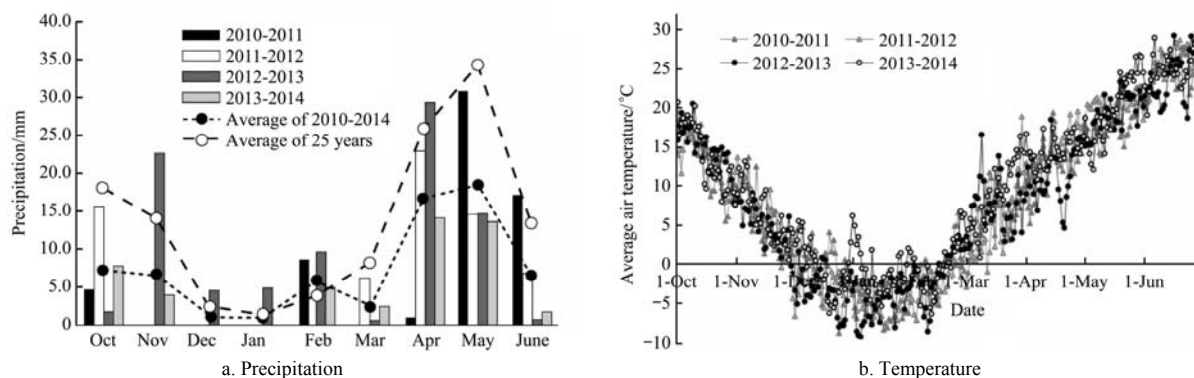 40.0
35.0
30.0
25.0
20.0
15.0
10.0
5.0
0
Precipitation/mm
2010-2011
2011-2012
2012-2013
2013-2014
Average of 2010-2014
Average of 25 years
Oct Nov Dec Jan Feb Mar Apr May June
a. Precipitation
30
25
20
15
10
5
0
−5
−10
Average air temperature/°C
2010-2011 2011-2012
2012-2013 2013-2014
1-Oct 1-Nov 1-Mar 1-Apr 1-May 1-Jun
Date
b. Temperature